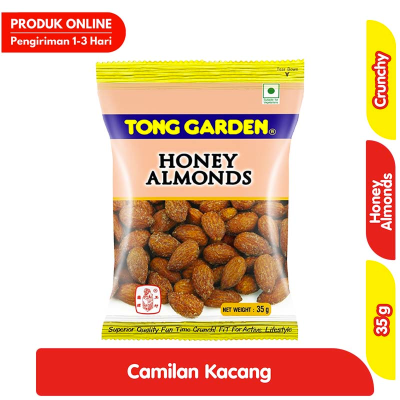 PRODUK ONLINE
Pengiriman 1-3 Hari
Crunchy
TONG GARDEN®
HONEY
ALMONDS
Honey
Almonds
NET WEIGHT : 35 g
35 g
Superior Quality Fun Time Crunch! Fit For Active Lifestyle
Camilan Kacang